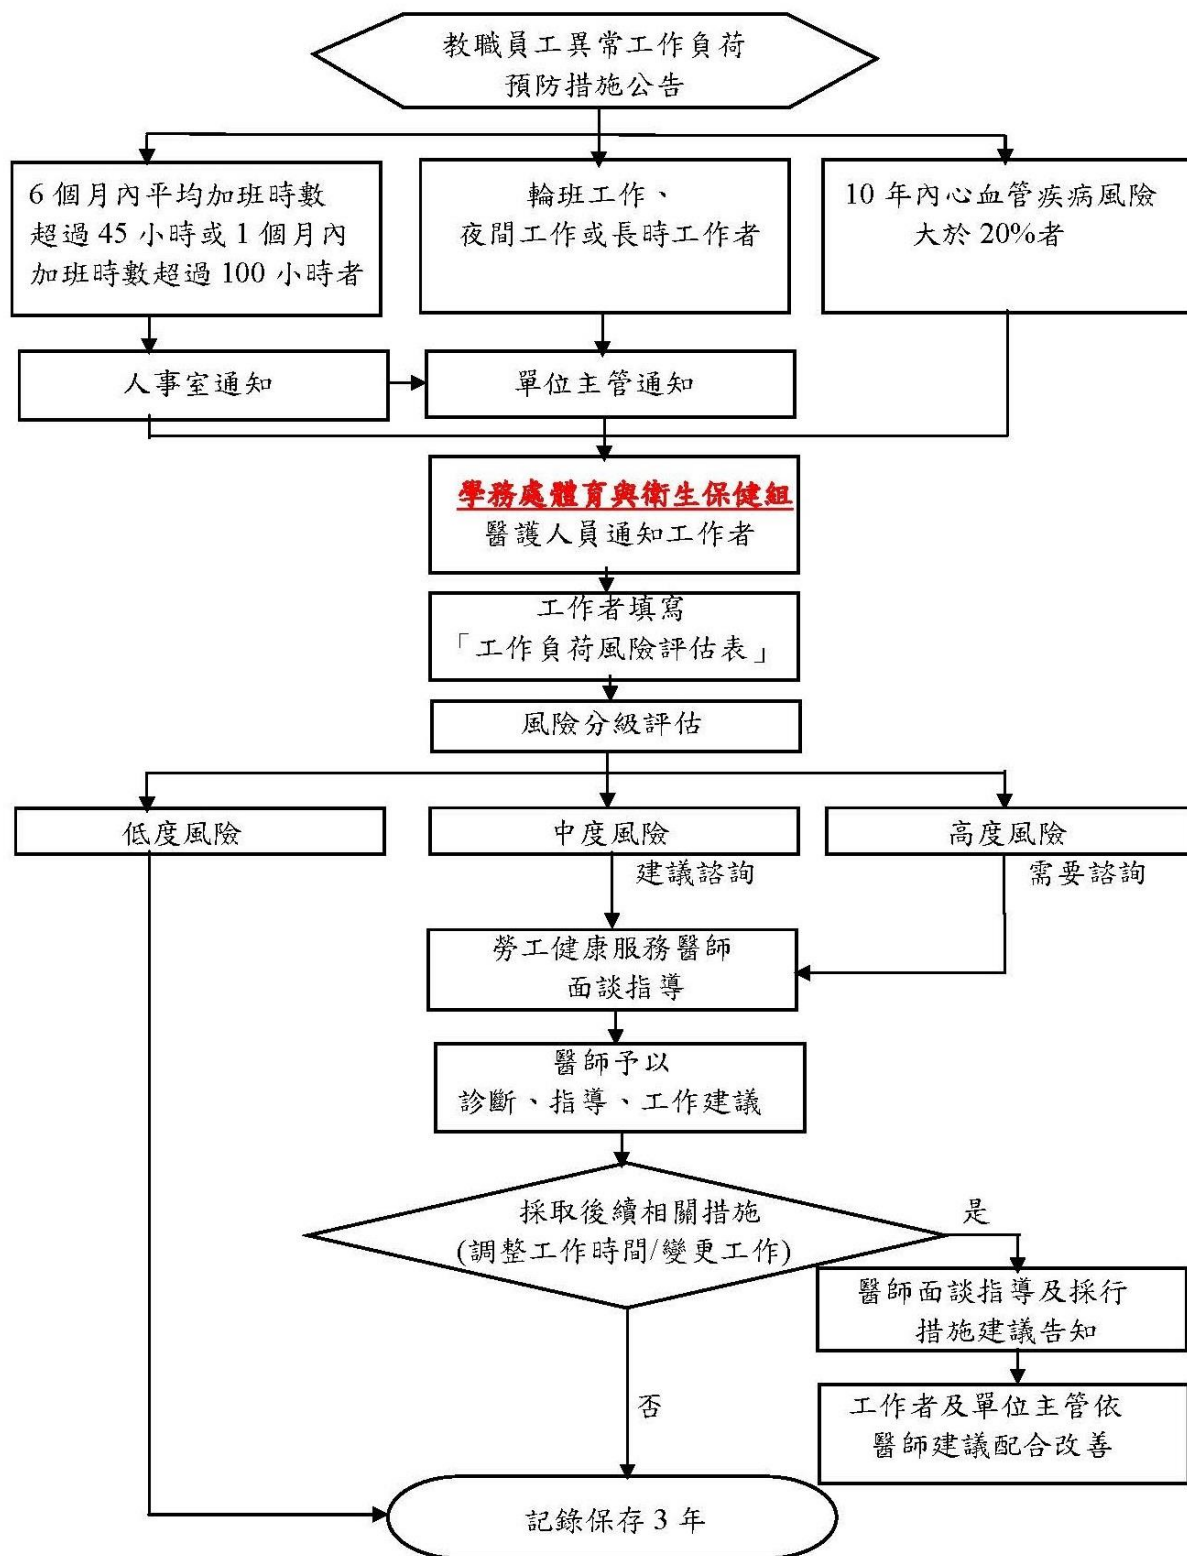 教職員工異常工作負荷
預防措施公告
6 個月內平均加班時數
超過 45 小時或 1 個月內
加班時數超過 100 小時者
輪班工作、
夜間工作或長時工作者
10 年內心血管疾病風險
大於 20%者
人事室通知
單位主管通知
學務處體育與衛生保健組
醫護人員通知工作者
工作者填寫
「工作負荷風險評估表」
風險分級評估
低度風險
中度風險
高度風險
建議諮詢
需要諮詢
勞工健康服務醫師
面談指導
醫師予以
診斷、指導、工作建議
採取後續相關措施
(調整工作時間/變更工作)
是
醫師面談指導及採行
措施建議告知
否
工作者及單位主管依
醫師建議配合改善
記錄保存 3 年